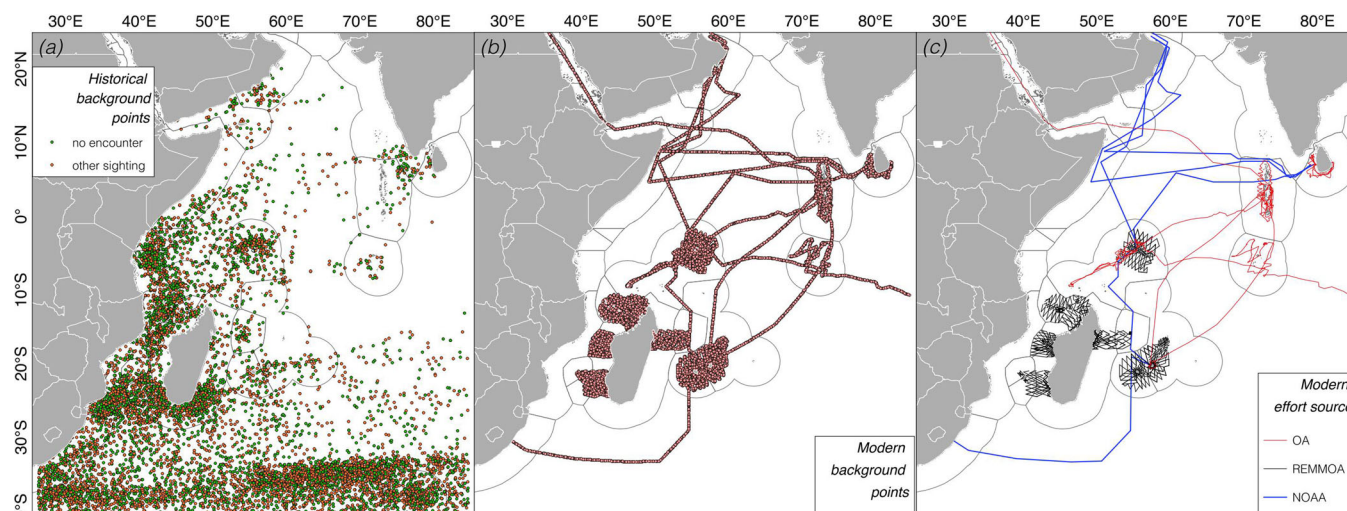 30°E 40°E 50°E 60°E 70°E 80°E 30°E 40°E 50°E 60°E 70°E 80°E 30°E 40°E 50°E 60°E 70°E 80°E
(a) (b) (c)
20°N
10°N
0°
10°S
20°S
30°S
°S
Historical
background
points
no encounter
other sighting
Modern
background
points
Modern
effort source
OA
REMMOA
NOAA